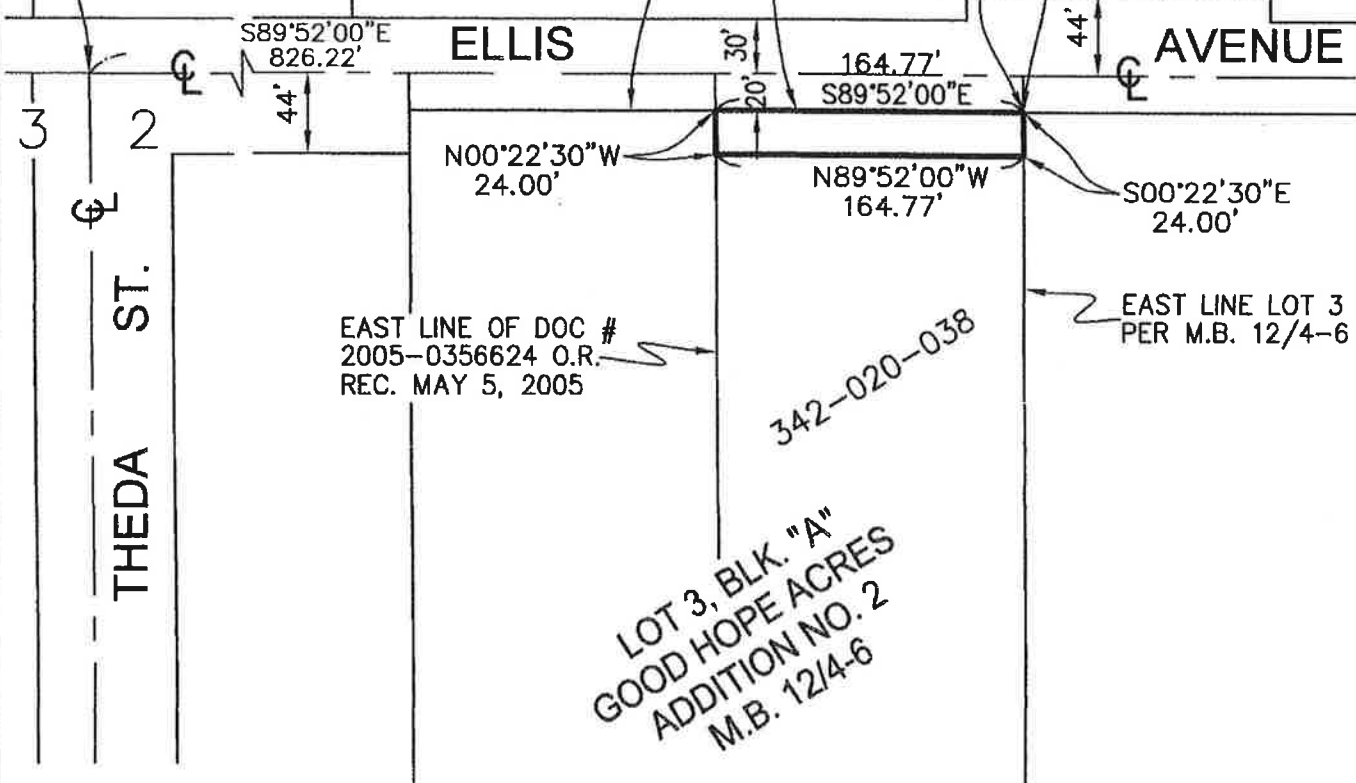 S89°52'00"E
826.22'
ELLIS
30'
44'
AVENUE
℄
164.77'
℄
44'
20'
S89°52'00"E
3
2
N00°22'30"W
24.00'
N89°52'00"W
164.77'
S00°22'30"E
24.00'
℄
THEDA ST.
EAST LINE OF DOC #
2005-0356624 O.R.
REC. MAY 5, 2005
EAST LINE LOT 3
PER M.B. 12/4-6
342-020-038
LOT 3, BLK. "A"
GOOD HOPE ACRES
ADDITION NO. 2
M.B. 12/4-6